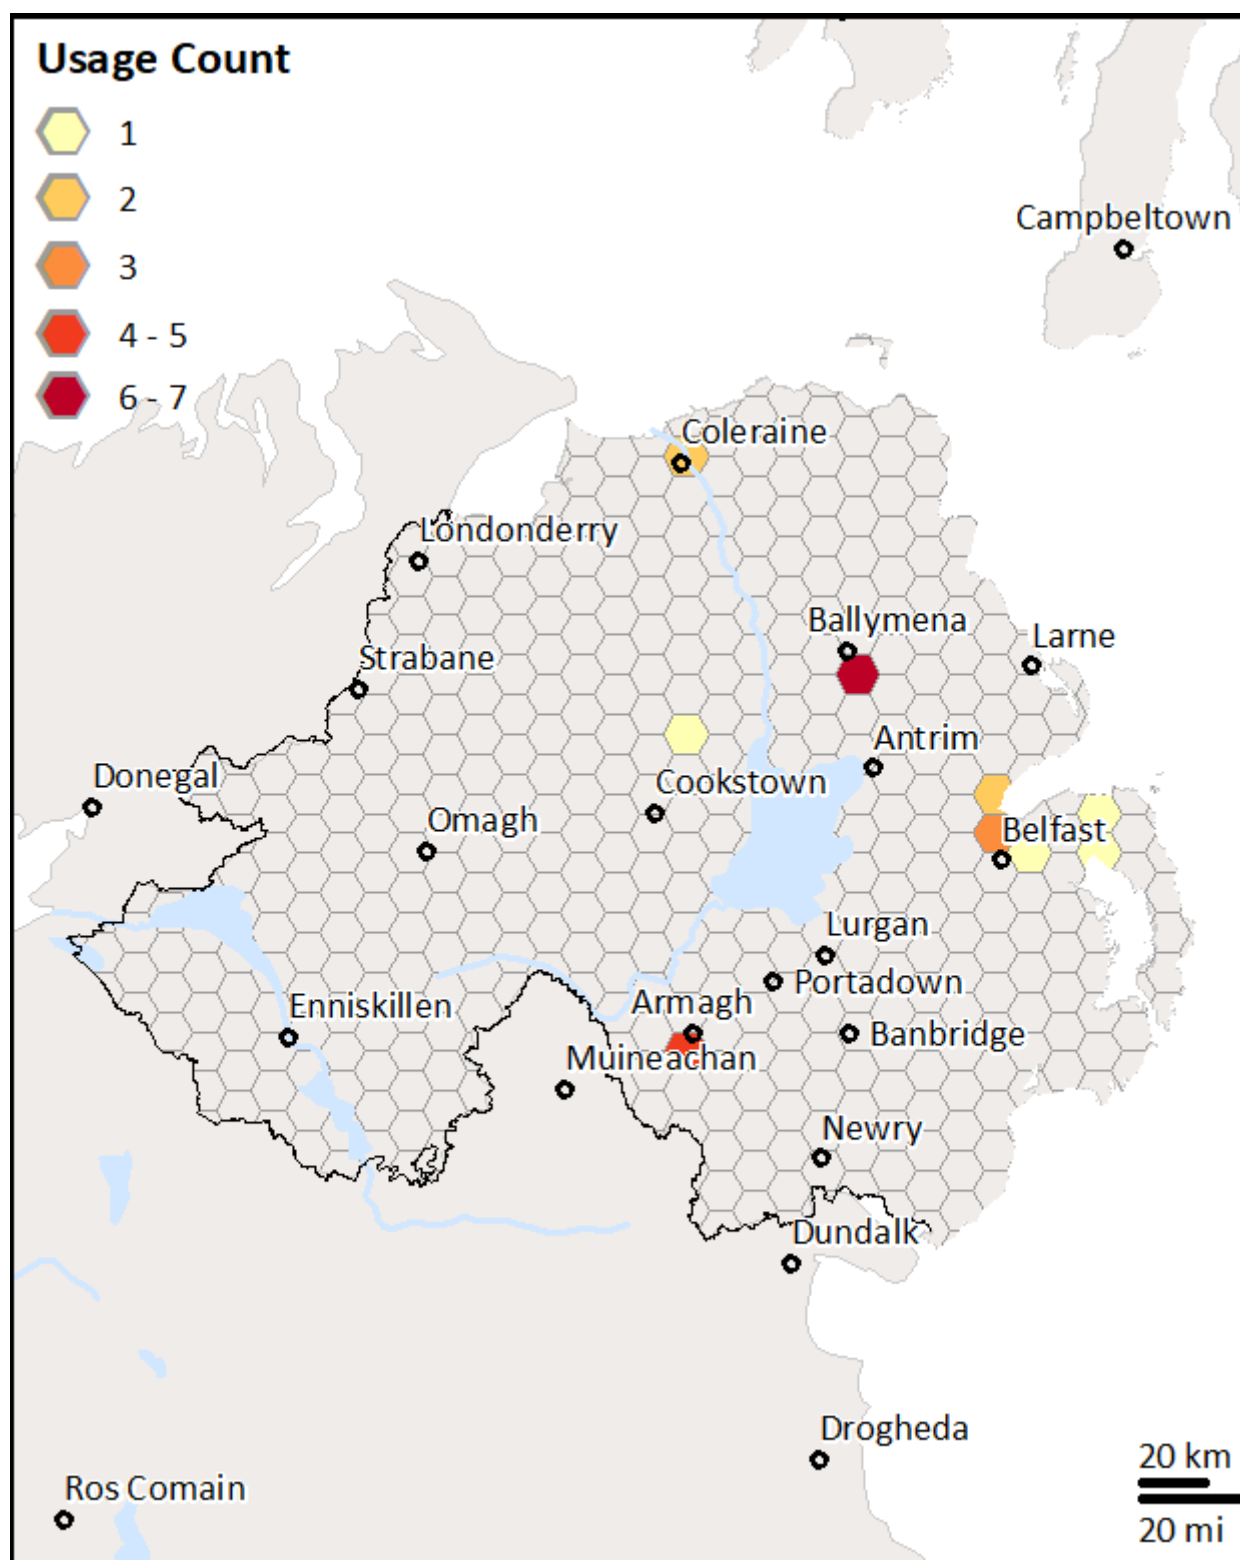 Usage Count
1
2
3
4 - 5
6 - 7
Campbeltown
Coleraine
Londonderry
Ballymena
Larne
Strabane
Antrim
Donegal
Cookstown
Omagh
Belfast
Lurgan
Portadown
Enniskillen
Armagh
Banbridge
Muineachan
Newry
Dundalk
Drogheda
20 km
Ros Comain
20 mi